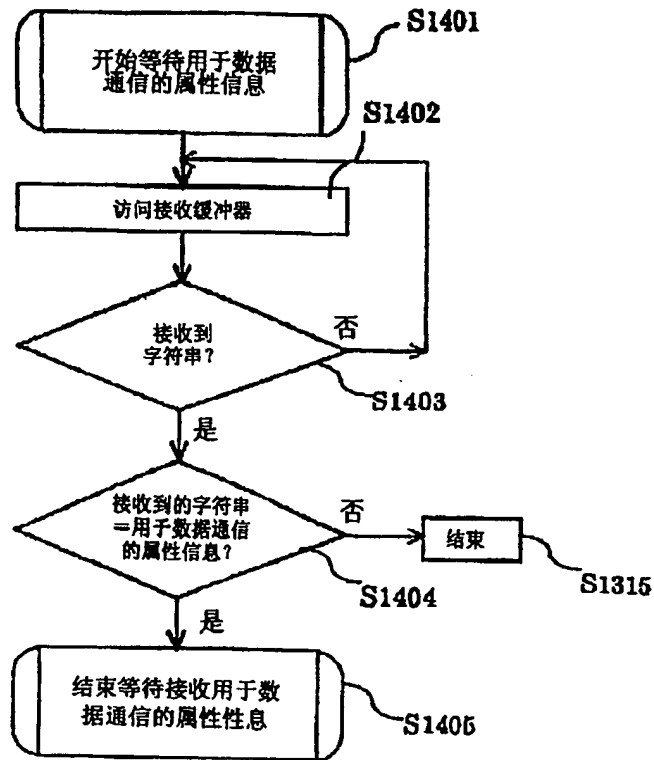 S1401
开始等待用于数据
通信的属性信息
S1402
访问接收缓冲器
接收到
字符串？
否
S1403
是
接收到的字符串
＝用于数据通信
的属性信息？
否
结束
S1404
S1315
是
结束等待接收用于数
据通信的属性性息
S1405